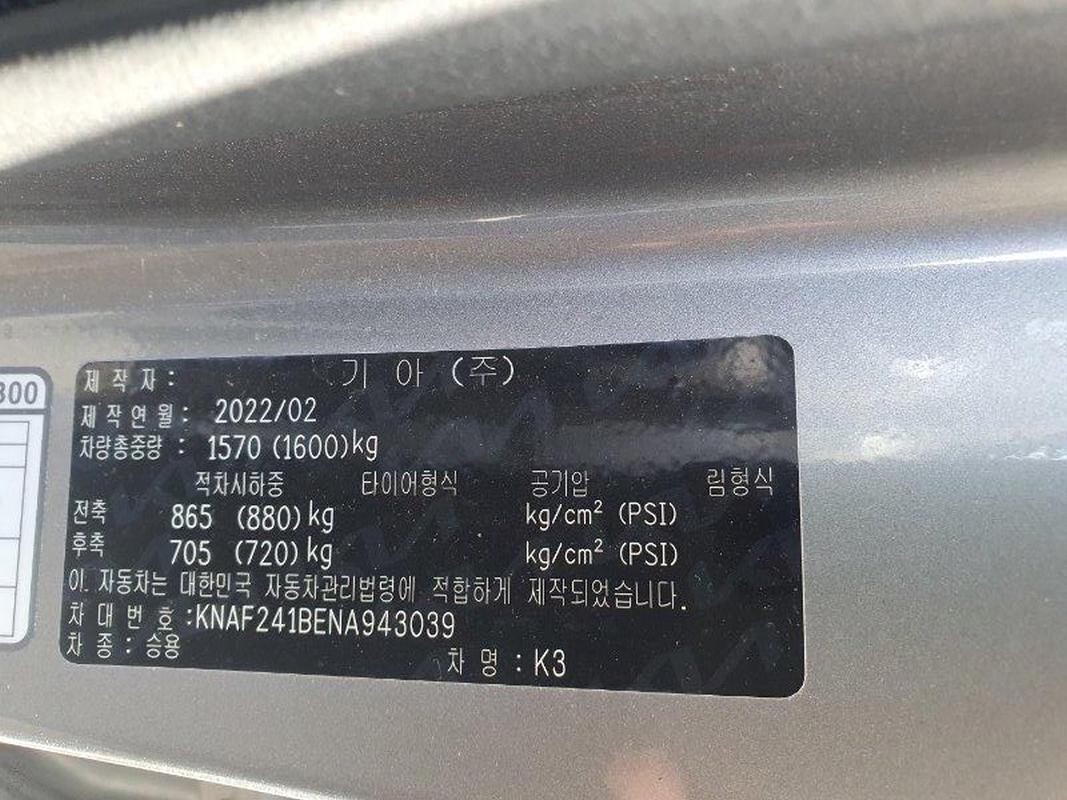 300
제작자: 기아 (주)
제작연월: 2022/02
차량총중량 : 1570 (1600)kg
적차시하중 타이어형식 공기압 림형식
전축 865 (880)kg kg/cm² (PSI)
후축 705 (720)kg kg/cm² (PSI)
이. 자동차는 대한민국 자동차관리법령에 적합하게 제작되었습니다.
차대번호:KNAF241BENA943039
차종: 승용 차명: K3